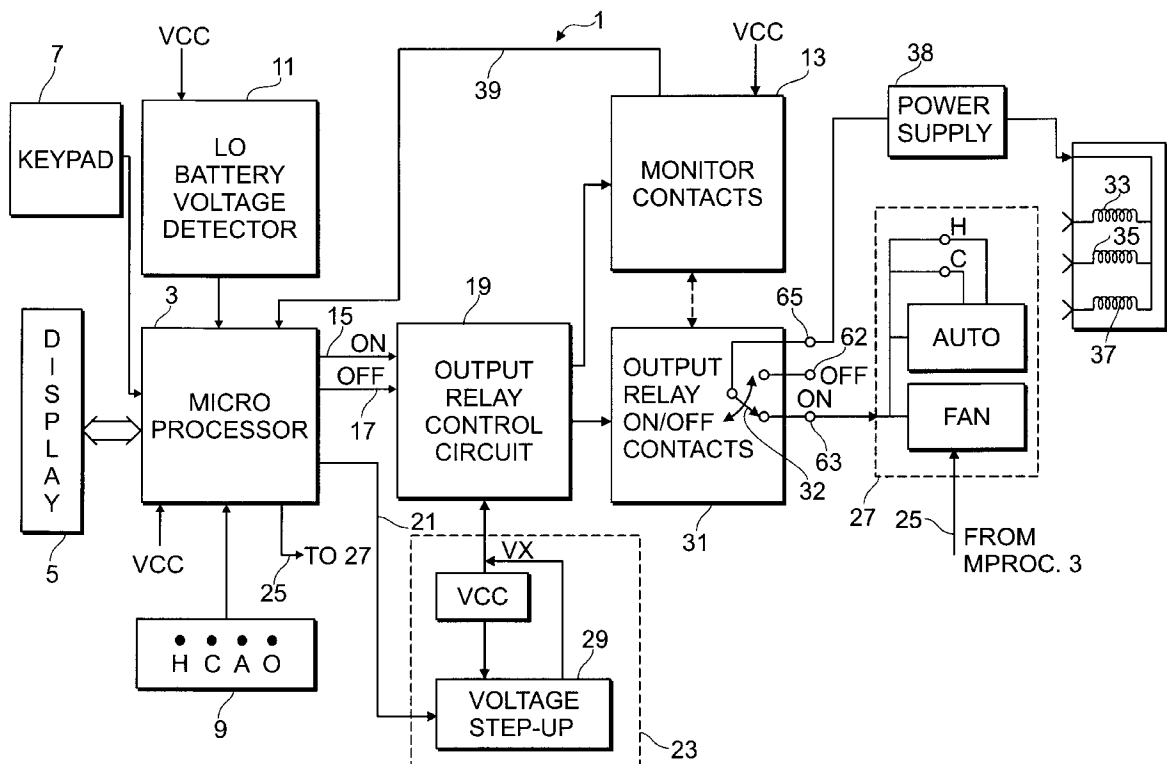 1
VCC
VCC
7
11
39
13
38
KEYPAD
LO
BATTERY
VOLTAGE
DETECTOR
MONITOR
CONTACTS
POWER
SUPPLY
33
35
37
H
C
AUTO
FAN
27
25
FROM
MPROC. 3
3
15
ON
OFF
17
19
65
62
OFF
ON
63
32
31
DISPLAY
5
MICRO
PROCESSOR
OUTPUT
RELAY
CONTROL
CIRCUIT
OUTPUT
RELAY
ON/OFF
CONTACTS
VCC
25
TO 27
21
VX
VCC
29
VOLTAGE
STEP-UP
23
H C A O
9